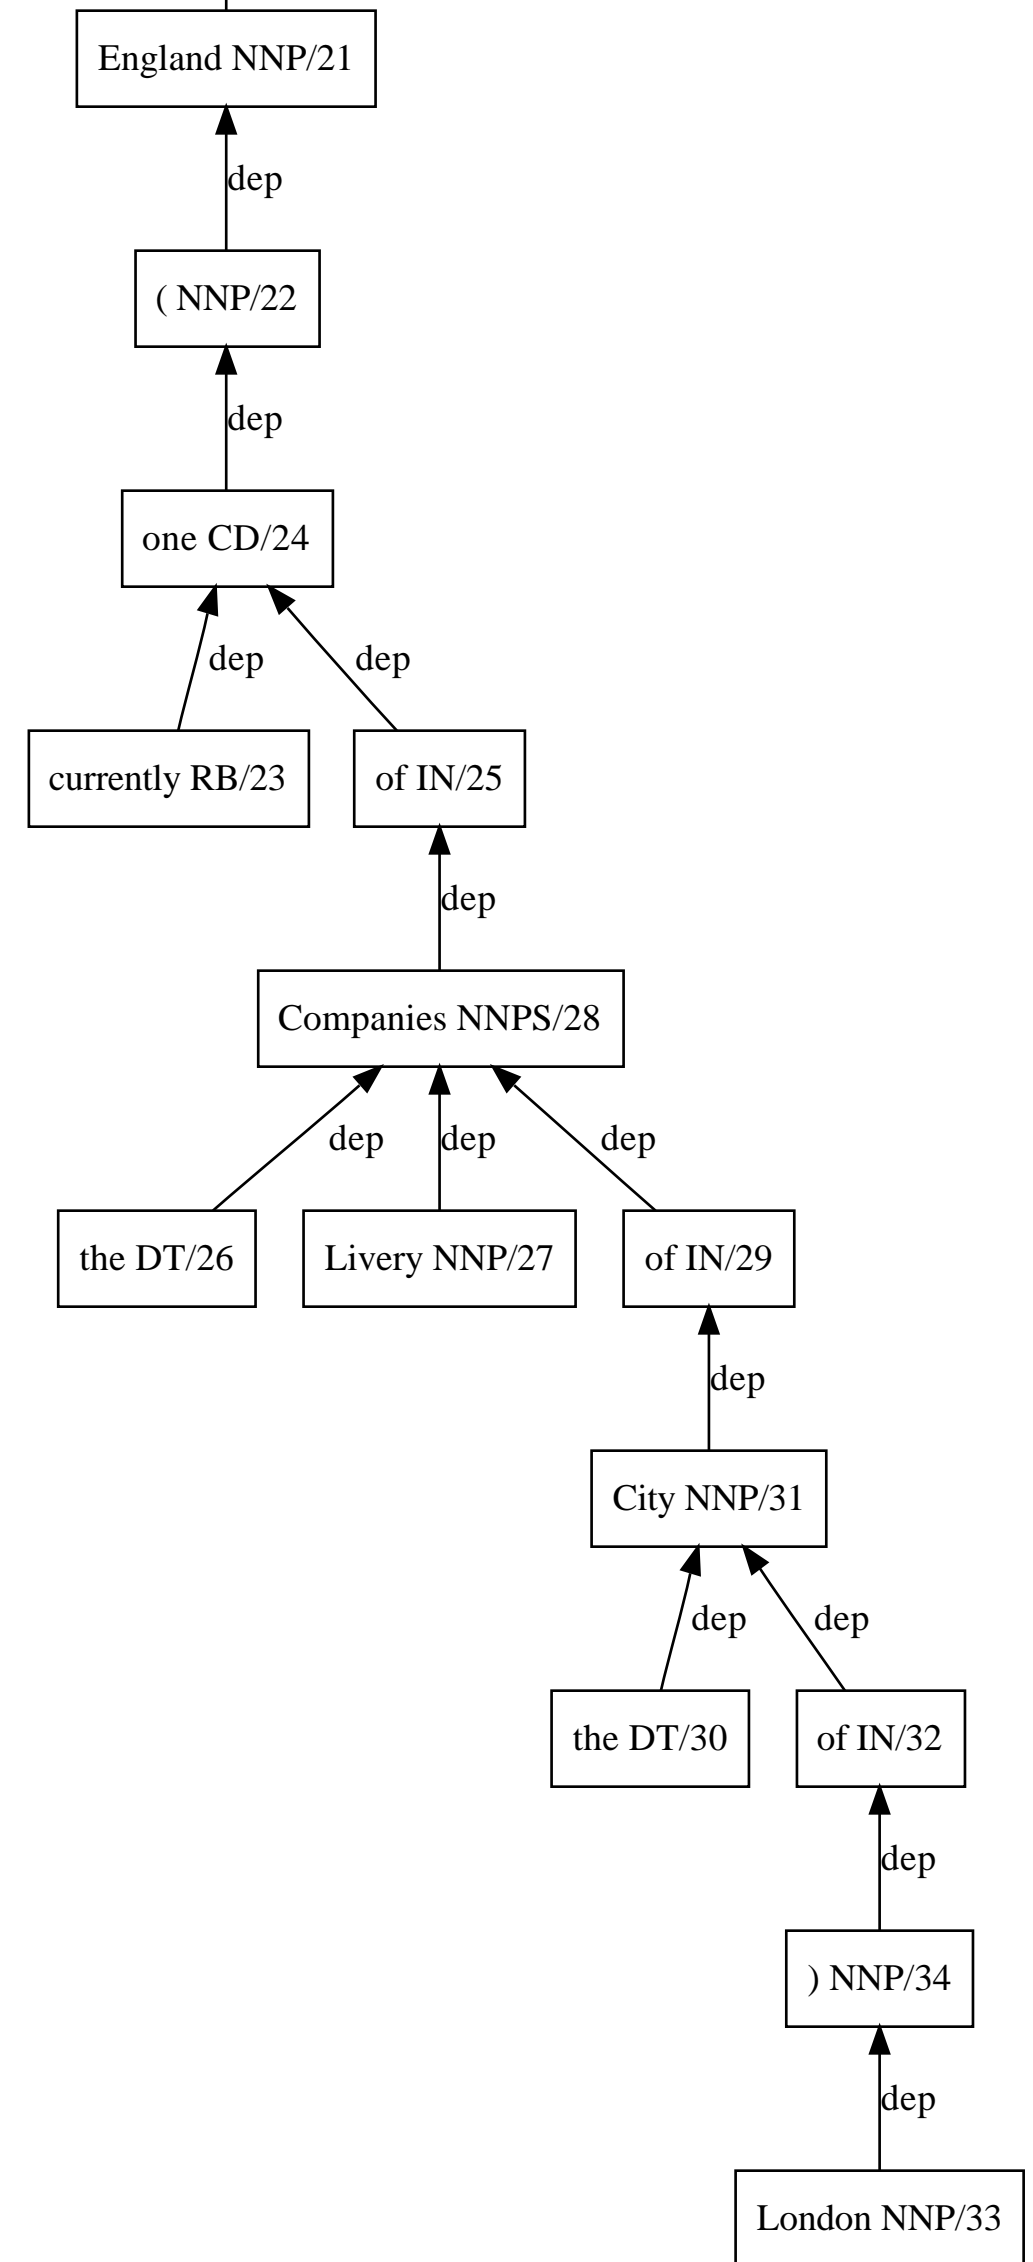 England NNP/21
dep
( NNP/22
dep
one CD/24
dep dep
currently RB/23 of IN/25
dep
Companies NNPS/28
dep dep dep
the DT/26 Livery NNP/27 of IN/29
dep
City NNP/31
dep dep
the DT/30 of IN/32
dep
) NNP/34
dep
London NNP/33